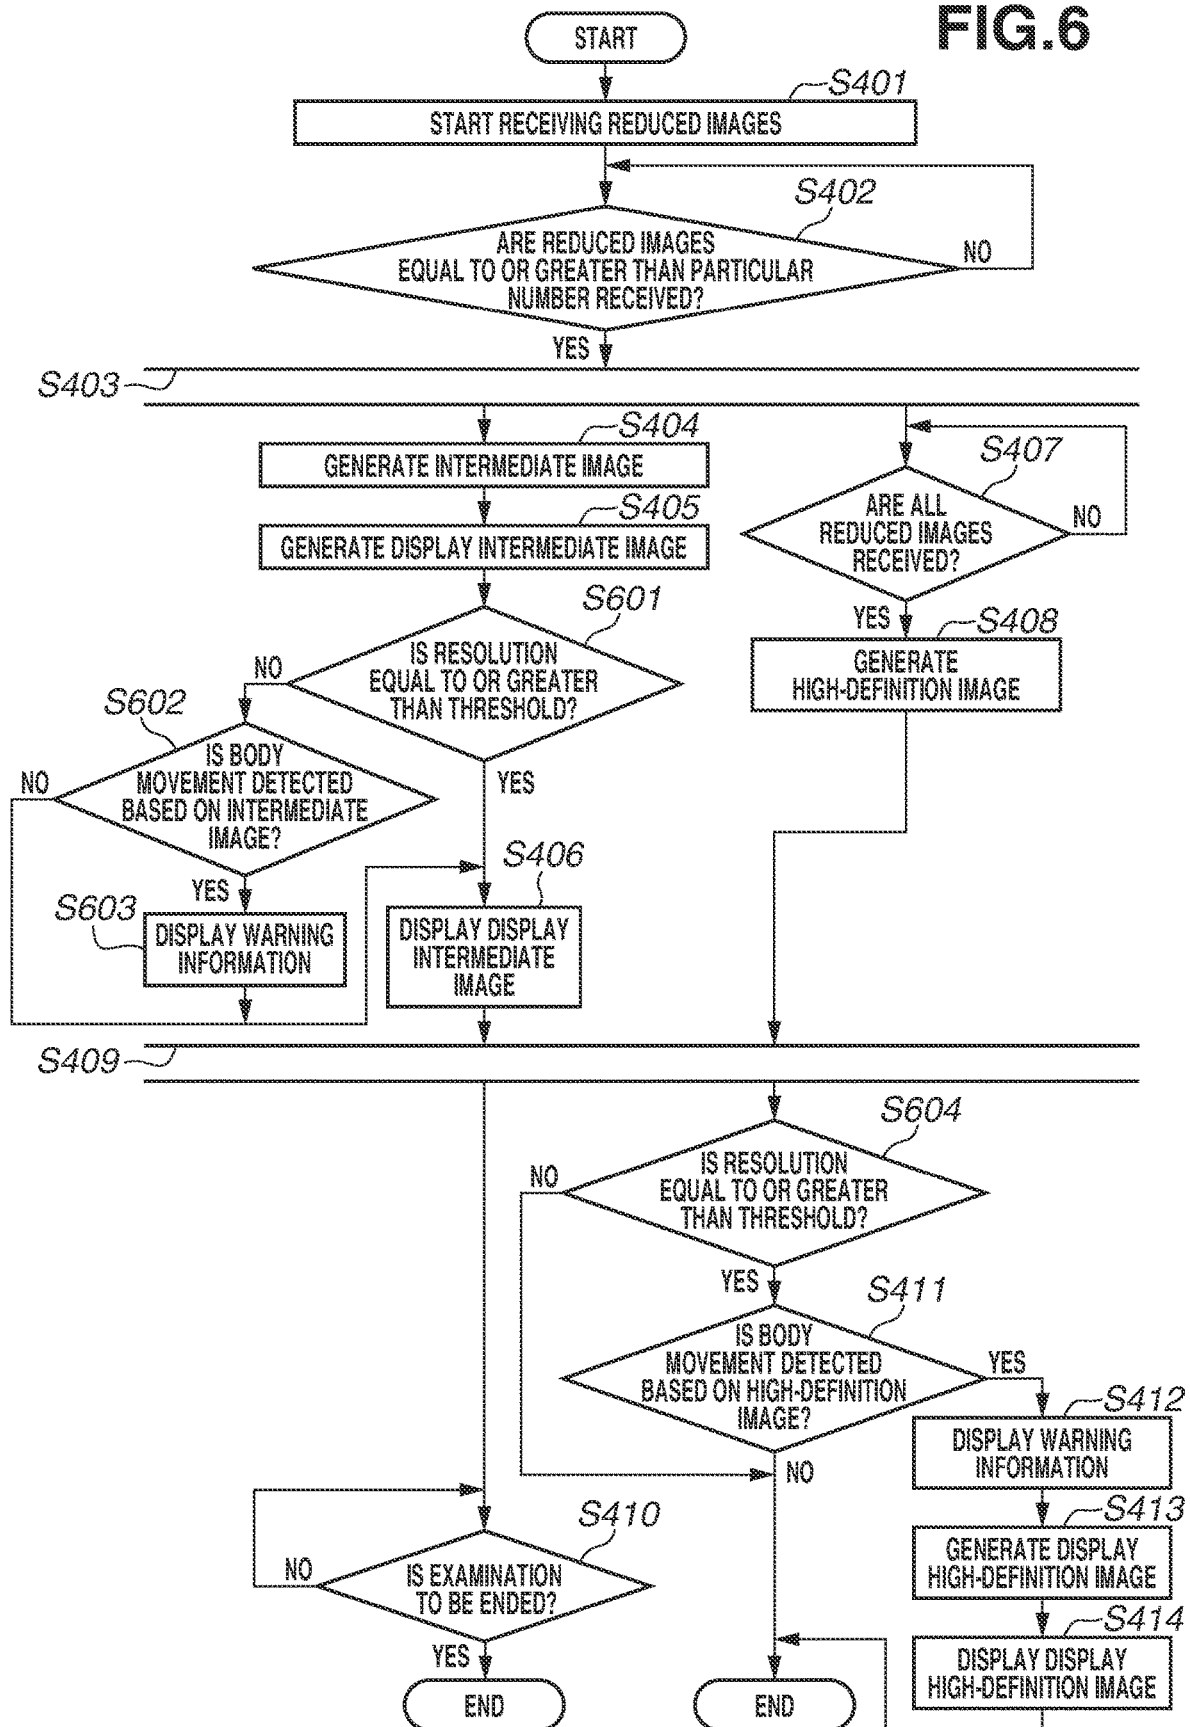 FIG.6
START
S401
START RECEIVING REDUCED IMAGES
S402
ARE REDUCED IMAGES
EQUAL TO OR GREATER THAN PARTICULAR
NUMBER RECEIVED?
NO
YES
S403
S404
GENERATE INTERMEDIATE IMAGE
S405
GENERATE DISPLAY INTERMEDIATE IMAGE
S407
ARE ALL
REDUCED IMAGES
RECEIVED?
NO
YES
S408
GENERATE
HIGH-DEFINITION IMAGE
S601
IS RESOLUTION
EQUAL TO OR GREATER
THAN THRESHOLD?
NO
YES
S602
IS BODY
MOVEMENT DETECTED
BASED ON INTERMEDIATE
IMAGE?
NO
YES
S603
DISPLAY WARNING
INFORMATION
S406
DISPLAY DISPLAY
INTERMEDIATE
IMAGE
S409
S604
IS RESOLUTION
EQUAL TO OR GREATER
THAN THRESHOLD?
NO
YES
S411
IS BODY
MOVEMENT DETECTED
BASED ON HIGH-DEFINITION
IMAGE?
YES
NO
S412
DISPLAY WARNING
INFORMATION
S413
GENERATE DISPLAY
HIGH-DEFINITION IMAGE
S414
DISPLAY DISPLAY
HIGH-DEFINITION IMAGE
S410
IS EXAMINATION
TO BE ENDED?
NO
YES
END
END